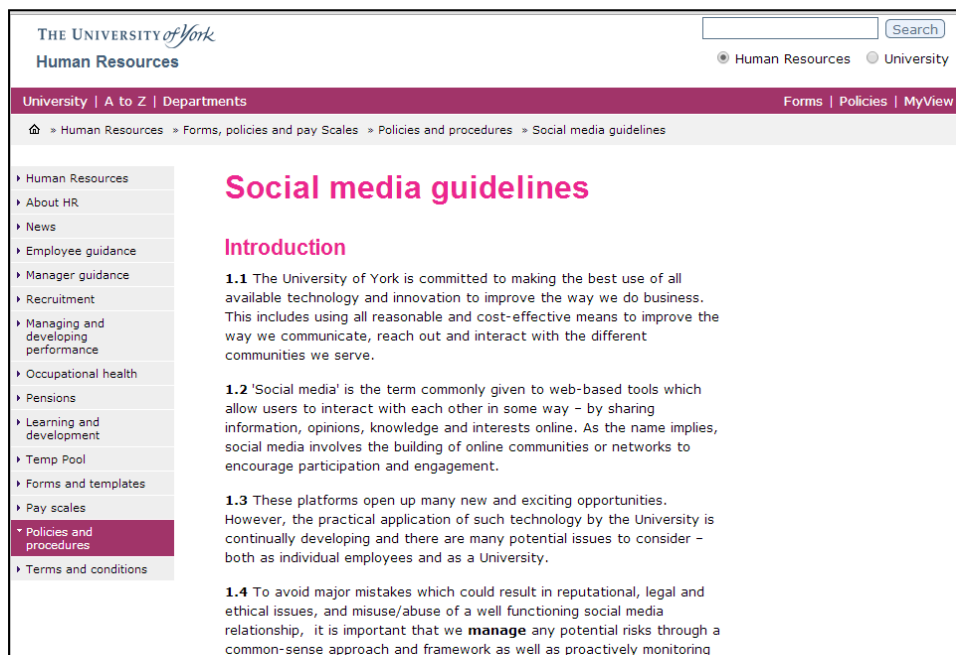 THE UNIVERSITY of York
Human Resources
Search
Human Resources University
University | A to Z | Departments
Forms | Policies | MyView
» Human Resources » Forms, policies and pay Scales » Policies and procedures » Social media guidelines
Human Resources
About HR
News
Employee guidance
Manager guidance
Recruitment
Managing and
developing
performance
Occupational health
Pensions
Learning and
development
Temp Pool
Forms and templates
Pay scales
Policies and
procedures
Terms and conditions
Social media guidelines
Introduction
1.1 The University of York is committed to making the best use of all
available technology and innovation to improve the way we do business.
This includes using all reasonable and cost-effective means to improve the
way we communicate, reach out and interact with the different
communities we serve.
1.2 'Social media' is the term commonly given to web-based tools which
allow users to interact with each other in some way – by sharing
information, opinions, knowledge and interests online. As the name implies,
social media involves the building of online communities or networks to
encourage participation and engagement.
1.3 These platforms open up many new and exciting opportunities.
However, the practical application of such technology by the University is
continually developing and there are many potential issues to consider –
both as individual employees and as a University.
1.4 To avoid major mistakes which could result in reputational, legal and
ethical issues, and misuse/abuse of a well functioning social media
relationship, it is important that we manage any potential risks through a
common-sense approach and framework as well as proactively monitoring